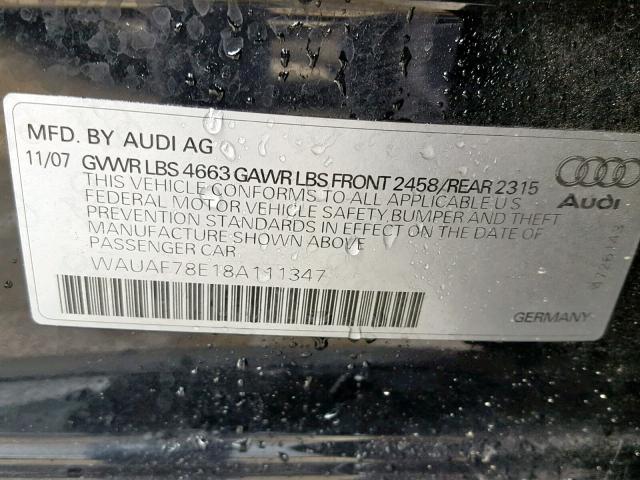 MFD. BY AUDI AG
11/07 GVWR LBS 4663 GAWR LBS FRONT 2458/REAR 2315
THIS VEHICLE CONFORMS TO ALL APPLICABLE U.S
FEDERAL MOTOR VEHICLE SAFETY, BUMPER AND THEFT
PREVENTION STANDARDS IN EFFECT ON THE DATE OF
MANUFACTURE SHOWN ABOVE
PASSENGER CAR
WAUAF78E18A111347
Audi
GERMANY